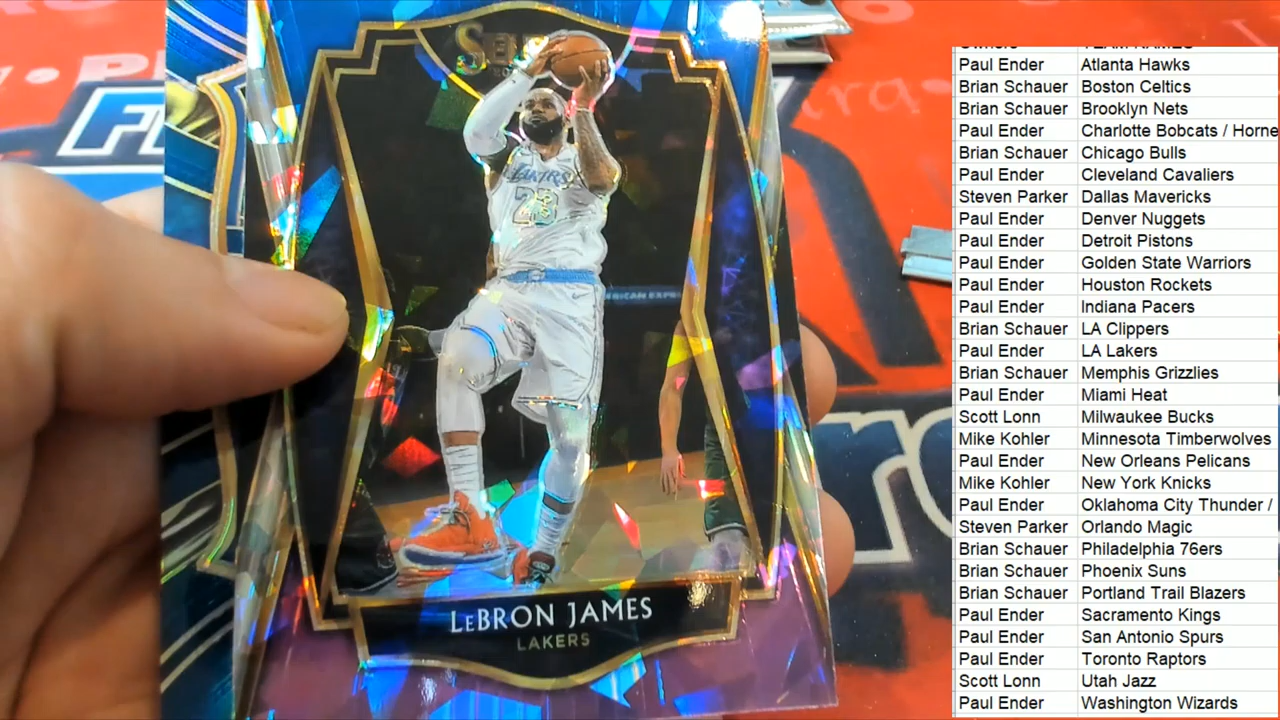 SELECT
LAKERS
23
AMERICAN EXPRESS
LeBRON JAMES
LAKERS
OWNERS TEAM NAMES
Paul Ender Atlanta Hawks
Brian Schauer Boston Celtics
Brian Schauer Brooklyn Nets
Paul Ender Charlotte Bobcats / Horne
Brian Schauer Chicago Bulls
Paul Ender Cleveland Cavaliers
Steven Parker Dallas Mavericks
Paul Ender Denver Nuggets
Paul Ender Detroit Pistons
Paul Ender Golden State Warriors
Paul Ender Houston Rockets
Paul Ender Indiana Pacers
Brian Schauer LA Clippers
Paul Ender LA Lakers
Brian Schauer Memphis Grizzlies
Paul Ender Miami Heat
Scott Lonn Milwaukee Bucks
Mike Kohler Minnesota Timberwolves
Paul Ender New Orleans Pelicans
Mike Kohler New York Knicks
Paul Ender Oklahoma City Thunder /
Steven Parker Orlando Magic
Brian Schauer Philadelphia 76ers
Brian Schauer Phoenix Suns
Brian Schauer Portland Trail Blazers
Paul Ender Sacramento Kings
Paul Ender San Antonio Spurs
Paul Ender Toronto Raptors
Scott Lonn Utah Jazz
Paul Ender Washington Wizards